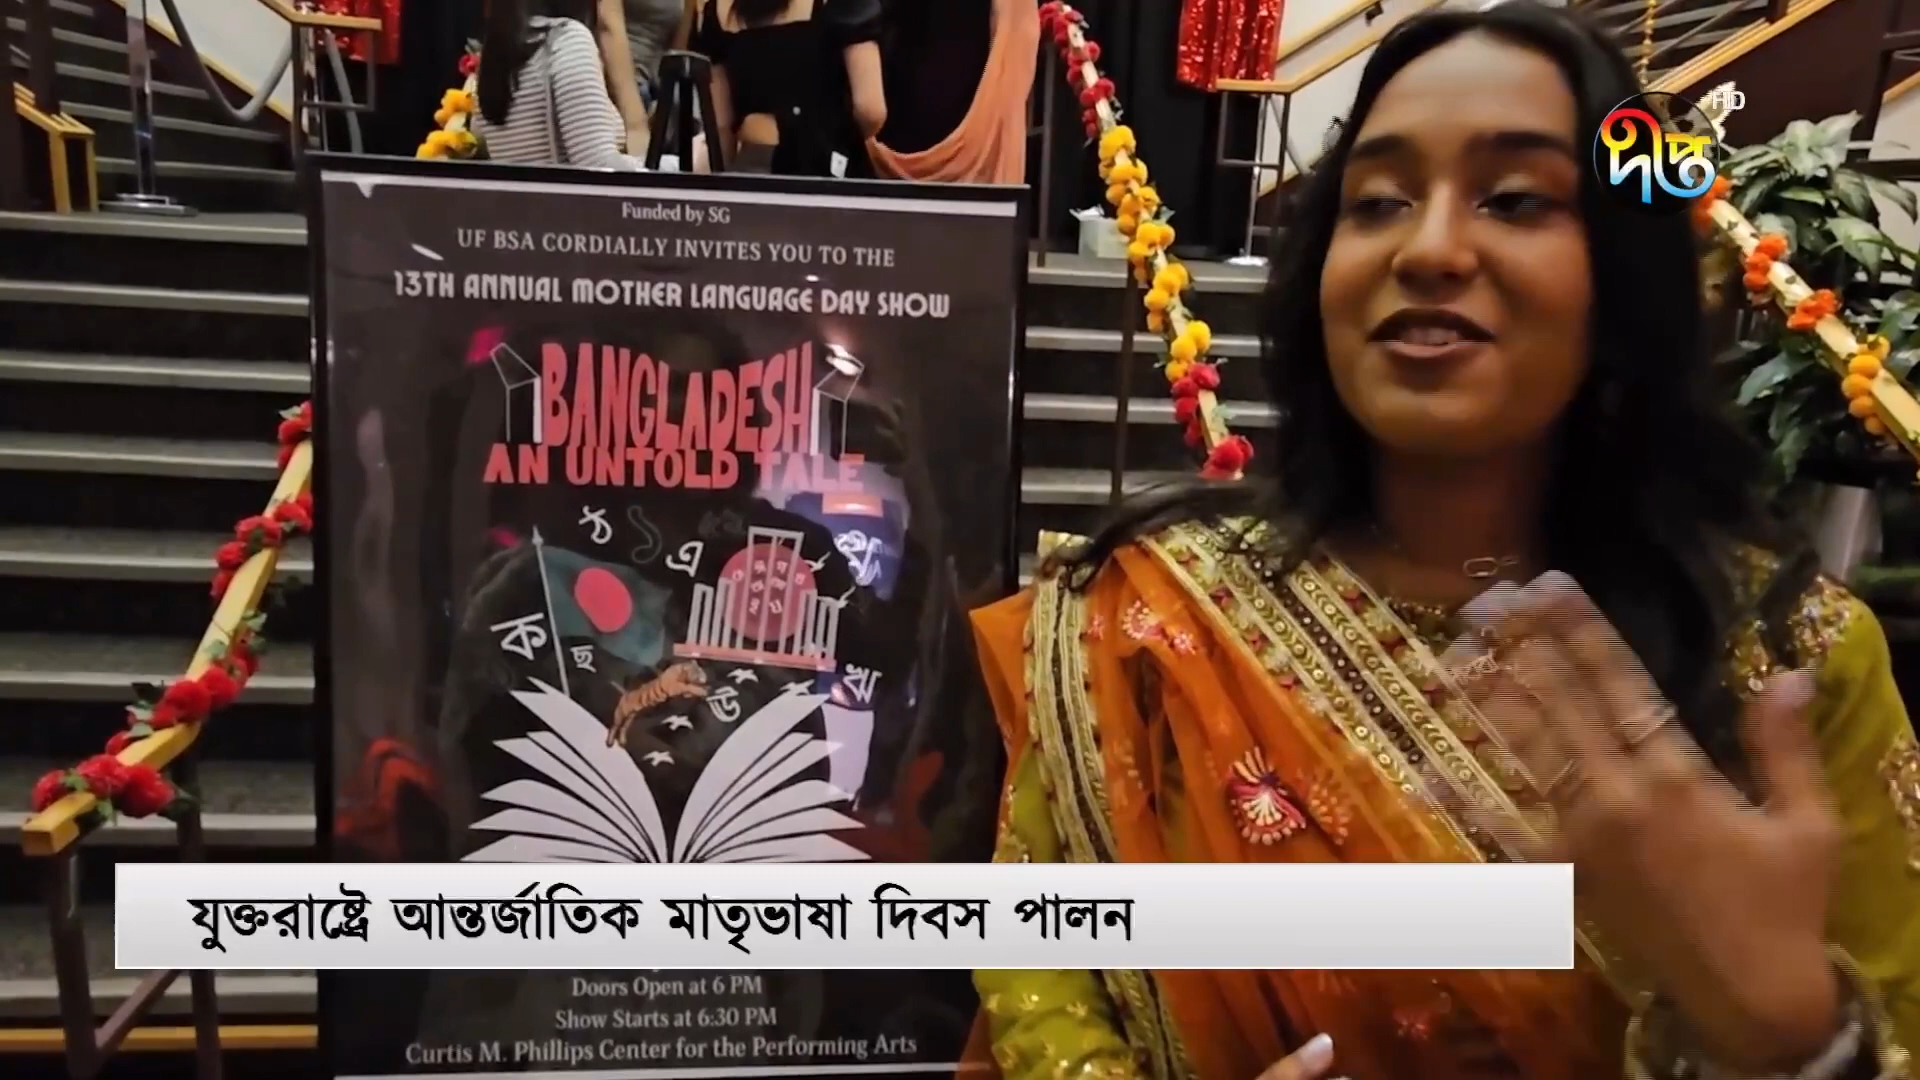 HD
দীপ্ত
Funded by SG
UF BSA CORDIALLY INVITES YOU TO THE
13TH ANNUAL MOTHER LANGUAGE DAY SHOW
BANGLADESH
AN UNTOLD TALE
ঠ ১ এ
ক ছ
উ ঋ
যুক্তরাষ্ট্রে আন্তর্জাতিক মাতৃভাষা দিবস পালন
Doors Open at 6 PM
Show Starts at 6:30 PM
Curtis M. Phillips Center for the Performing Arts